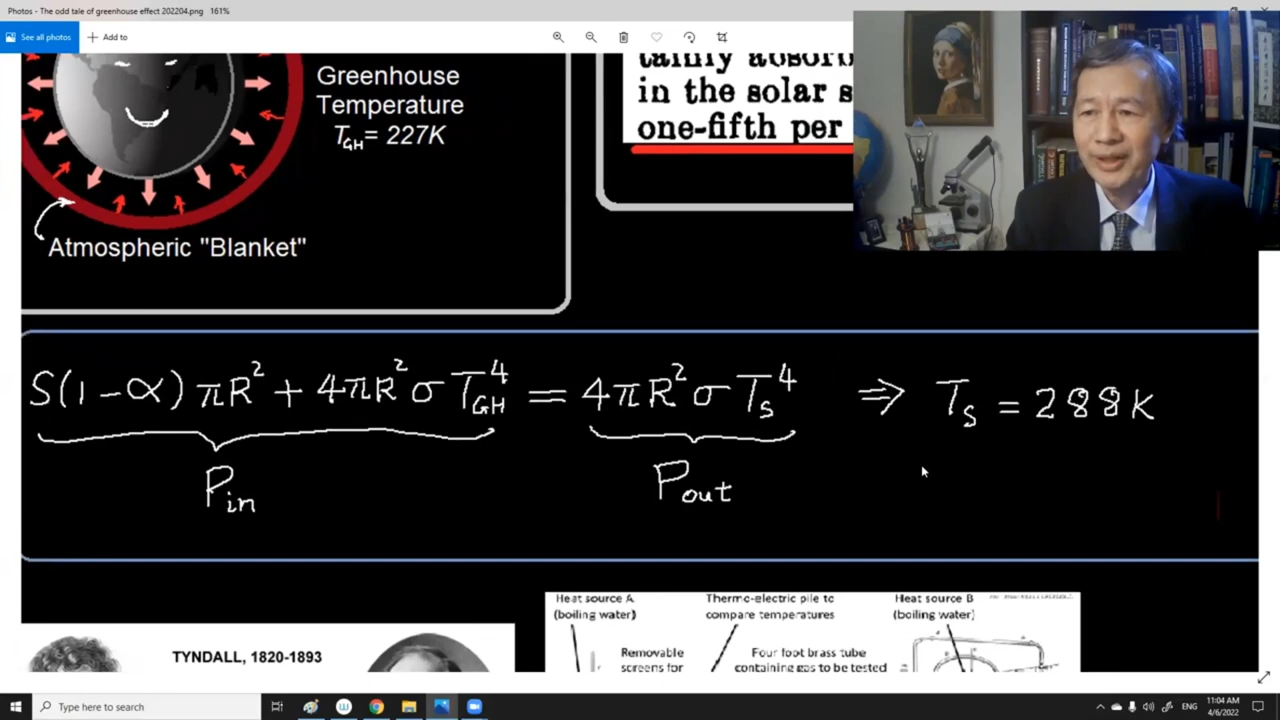 Photos - The odd tale of greenhouse effect 202204.png 161%
See all photos
Add to
Greenhouse
Temperature
T_GH = 227K
Atmospheric "Blanket"
in the solar s
one-fifth per
S(1-α)πR² + 4πR²σT_GH⁴ = 4πR²σT_S⁴ ⇒ T_S = 288K
P_in
P_out
Heat source A
(boiling water)
Thermo-electric pile to
compare temperatures
Heat source B
(boiling water)
TYNDALL, 1820-1893
Removable
screens for
Four foot brass tube
containing gas to be tested
Type here to search
ENG
11:04 AM
4/6/2022